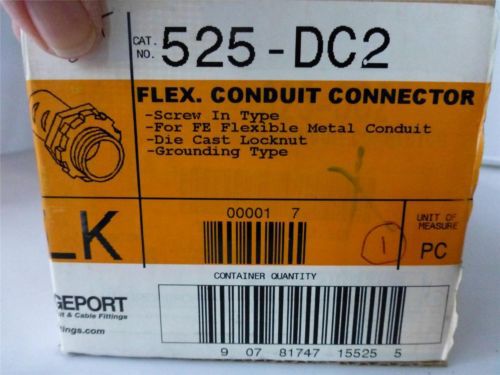 CAT. NO. 525-DC2
FLEX. CONDUIT CONNECTOR
-Screw In Type
-For FE Flexible Metal Conduit
-Die Cast Locknut
-Grounding Type
LK
00001 7
1
UNIT OF
MEASURE
PC
CONTAINER QUANTITY
GEPORT
it & Cable Fittings
tings.com
9 07 81747 15525 5